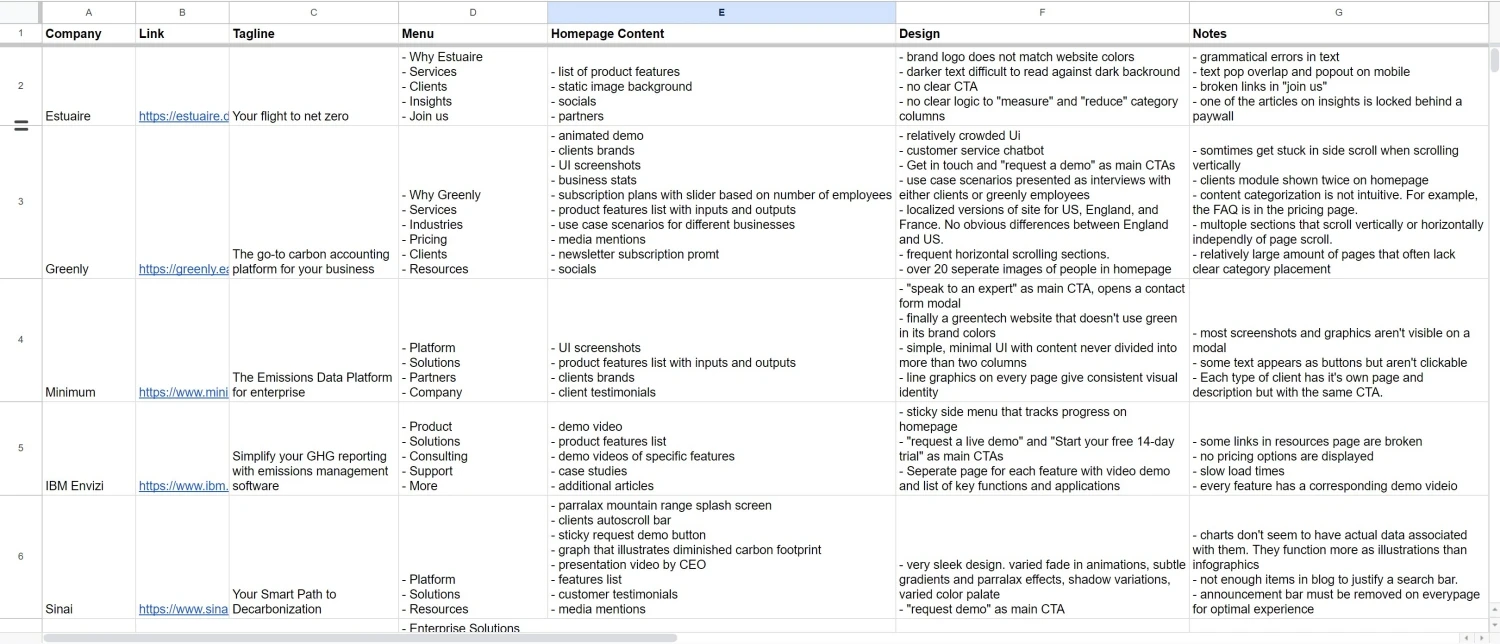 A B C D E F G
1 Company Link Tagline Menu Homepage Content Design Notes
2
Estuaire
https://estuaire.c
Your flight to net zero
- Why Estuaire
- Services
- Clients
- Insights
- Join us
- list of product features
- static image background
- socials
- partners
- brand logo does not match website colors
- darker text difficult to read against dark backround
- no clear CTA
- no clear logic to "measure" and "reduce" category
columns
- grammatical errors in text
- text pop overlap and popout on mobile
- broken links in "join us"
- one of the articles on insights is locked behind a
paywall
3
Greenly
https://greenly.ea
The go-to carbon accounting
platform for your business
- Why Greenly
- Services
- Industries
- Pricing
- Clients
- Resources
- animated demo
- clients brands
- UI screenshots
- business stats
- subscription plans with slider based on number of employees
- product features list with inputs and outputs
- use case scenarios for different businesses
- media mentions
- newsletter subscription promt
- socials
- relatively crowded Ui
- customer service chatbot
- Get in touch and "request a demo" as main CTAs
- use case scenarios presented as interviews with
either clients or greenly employees
- localized versions of site for US, England, and
France. No obvious differences between England
and US.
- frequent horizontal scrolling sections.
- over 20 seperate images of people in homepage
- somtimes get stuck in side scroll when scrolling
vertically
- clients module shown twice on homepage
- content categorization is not intuitive. For example,
the FAQ is in the pricing page.
- multople sections that scroll vertically or horizontally
independly of page scroll.
- relatively large amount of pages that often lack
clear category placement
4
Minimum
https://www.mini
The Emissions Data Platform
for enterprise
- Platform
- Solutions
- Partners
- Company
- UI screenshots
- product features list with inputs and outputs
- clients brands
- client testimonials
- "speak to an expert" as main CTA, opens a contact
form modal
- finally a greentech website that doesn't use green
in its brand colors
- simple, minimal UI with content never divided into
more than two columns
- line graphics on every page give consistent visual
identity
- most screenshots and graphics aren't visible on a
modal
- some text appears as buttons but aren't clickable
- Each type of client has it's own page and
description but with the same CTA.
5
IBM Envizi
https://www.ibm.
Simplify your GHG reporting
with emissions management
software
- Product
- Solutions
- Consulting
- Support
- More
- demo video
- product features list
- demo videos of specific features
- case studies
- additional articles
- sticky side menu that tracks progress on
homepage
- "request a live demo" and "Start your free 14-day
trial" as main CTAs
- Seperate page for each feature with video demo
and list of key functions and applications
- some links in resources page are broken
- no pricing options are displayed
- slow load times
- every feature has a corresponding demo videio
6
Sinai
https://www.sina
Your Smart Path to
Decarbonization
- Platform
- Solutions
- Resources
- parralax mountain range splash screen
- clients autoscroll bar
- sticky request demo button
- graph that illustrates diminished carbon footprint
- presentation video by CEO
- features list
- customer testimonials
- media mentions
- very sleek design. varied fade in animations, subtle
gradients and parralax effects, shadow variations,
varied color palate
- "request demo" as main CTA
- charts don't seem to have actual data associated
with them. They function more as illustrations than
infographics
- not enough items in blog to justify a search bar.
- announcement bar must be removed on everypage
for optimal experience
- Enterprise Solutions